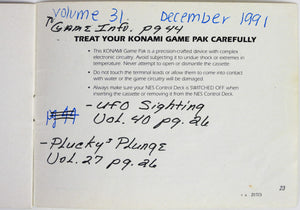 volume 31 December 1991
To Game Info. pg 44
TREAT YOUR KONAMI GAME PAK CAREFULLY
• This KONAMI Game Pak is a precision-crafted device with complex
electronic circuitry. Avoid subjecting it to undue shock or extremes in
temperature. Never attempt to open or dismantle the cassette.
• Do not touch the terminal leads or allow them to come into contact
with water or the game circuitry will be damaged.
• Always make sure your NES Control Deck is SWITCHED OFF when
inserting the cassette or removing it from the NES Control Deck.
pg 41
- UFO Sighting
Vol. 40 pg. 26
- Plucky's Plunge
Vol. 27 pg. 26
23